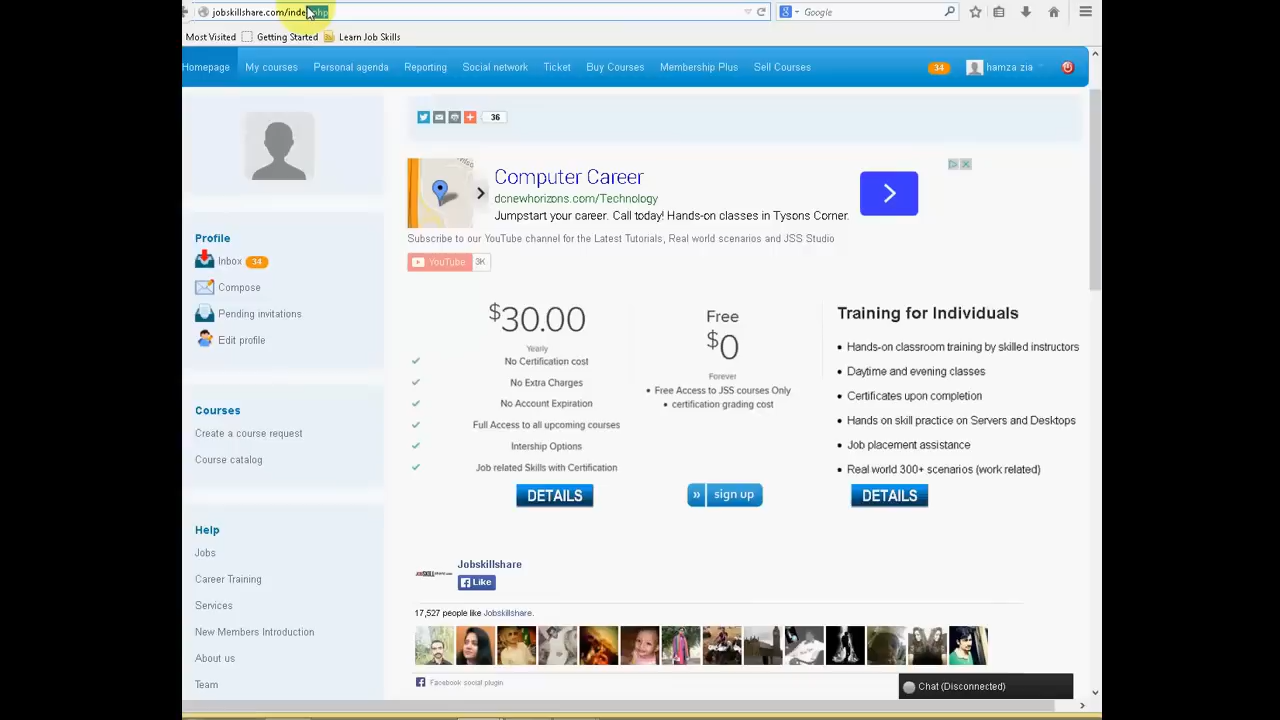 jobskillshare.com/index.php
Google
Most Visited Getting Started Learn Job Skills
Homepage My courses Personal agenda Reporting Social network Ticket Buy Courses Membership Plus Sell Courses 34 hamza zia
36
Computer Career
dcnewhorizons.com/Technology
Jumpstart your career. Call today! Hands-on classes in Tysons Corner.
Subscribe to our YouTube channel for the Latest Tutorials, Real world scenarios and JSS Studio
YouTube 3K
Profile
Inbox 34
Compose
Pending invitations
Edit profile
Courses
Create a course request
Course catalog
Help
Jobs
Career Training
Services
New Members Introduction
About us
Team
$30.00
Yearly
No Certification cost
No Extra Charges
No Account Expiration
Full Access to all upcoming courses
Intership Options
Job related Skills with Certification
DETAILS
Free
$0
Forever
• Free Access to JSS courses Only
• certification grading cost
» sign up
Training for Individuals
• Hands-on classroom training by skilled instructors
• Daytime and evening classes
• Certificates upon completion
• Hands on skill practice on Servers and Desktops
• Job placement assistance
• Real world 300+ scenarios (work related)
DETAILS
Jobskillshare
Like
17,527 people like Jobskillshare.
Facebook social plugin
Chat (Disconnected)